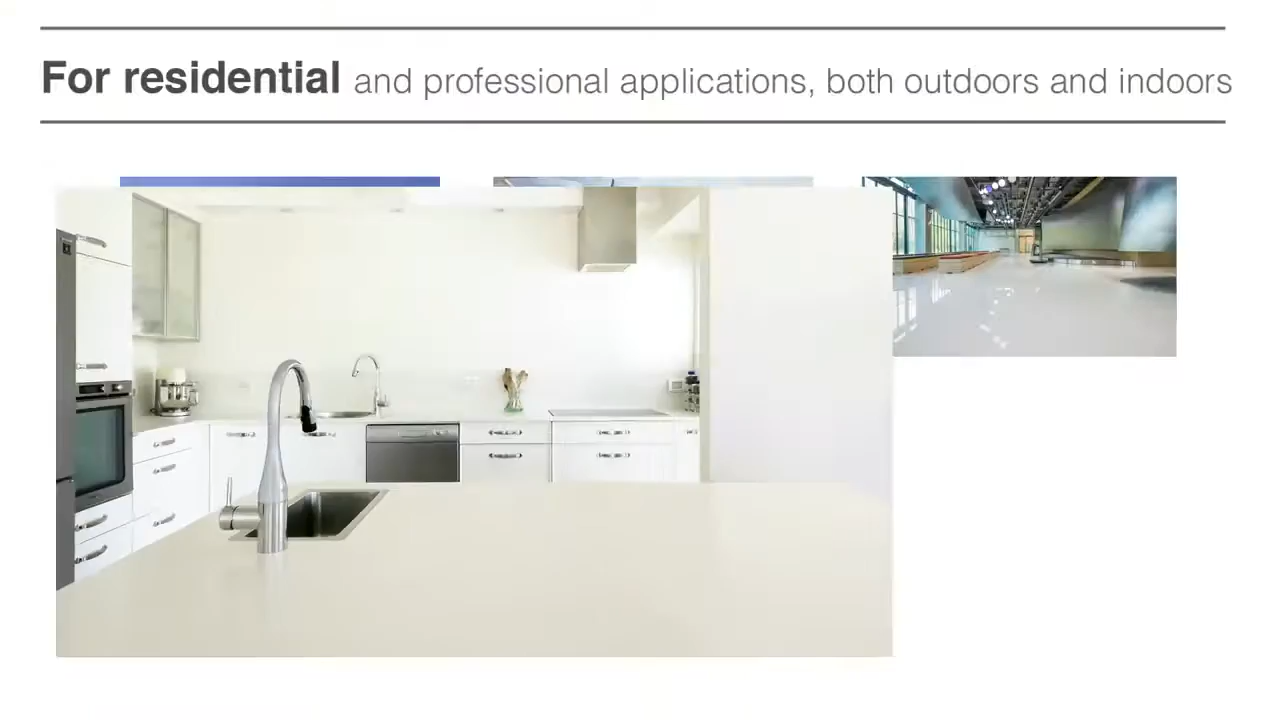 For residential and professional applications, both outdoors and indoors